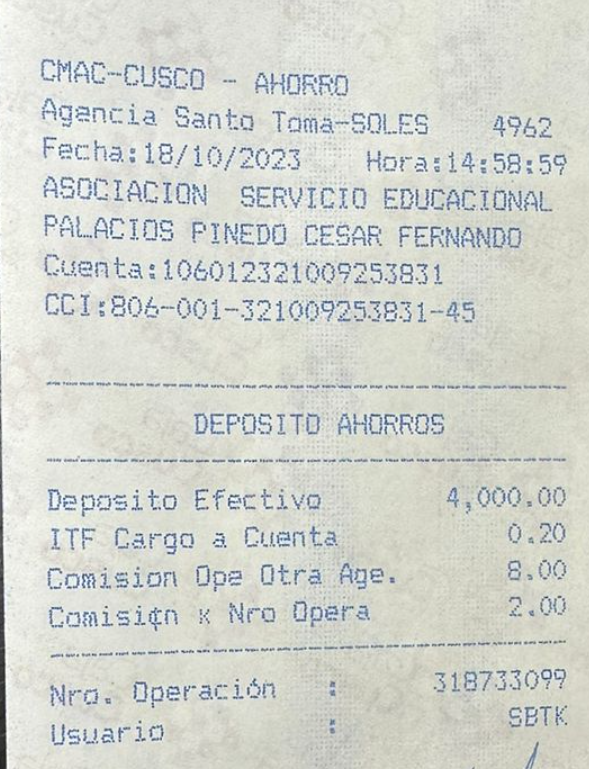 CMAC-CUSCO - AHORRO
Agencia Santo Toma-SOLES 4962
Fecha:18/10/2023 Hora:14:58:59
ASOCIACION SERVICIO EDUCACIONAL
PALACIOS PINEDO CESAR FERNANDO
Cuenta:106012321009253831
CCI:806-001-321009253831-45
DEPOSITO AHORROS
Deposito Efectivo 4,000.00
ITF Cargo a Cuenta 0.20
Comision Ope Otra Age. 8.00
Comisi¢n x Nro Opera 2.00
Nro. Operación : 318733099
Usuario : SBTK